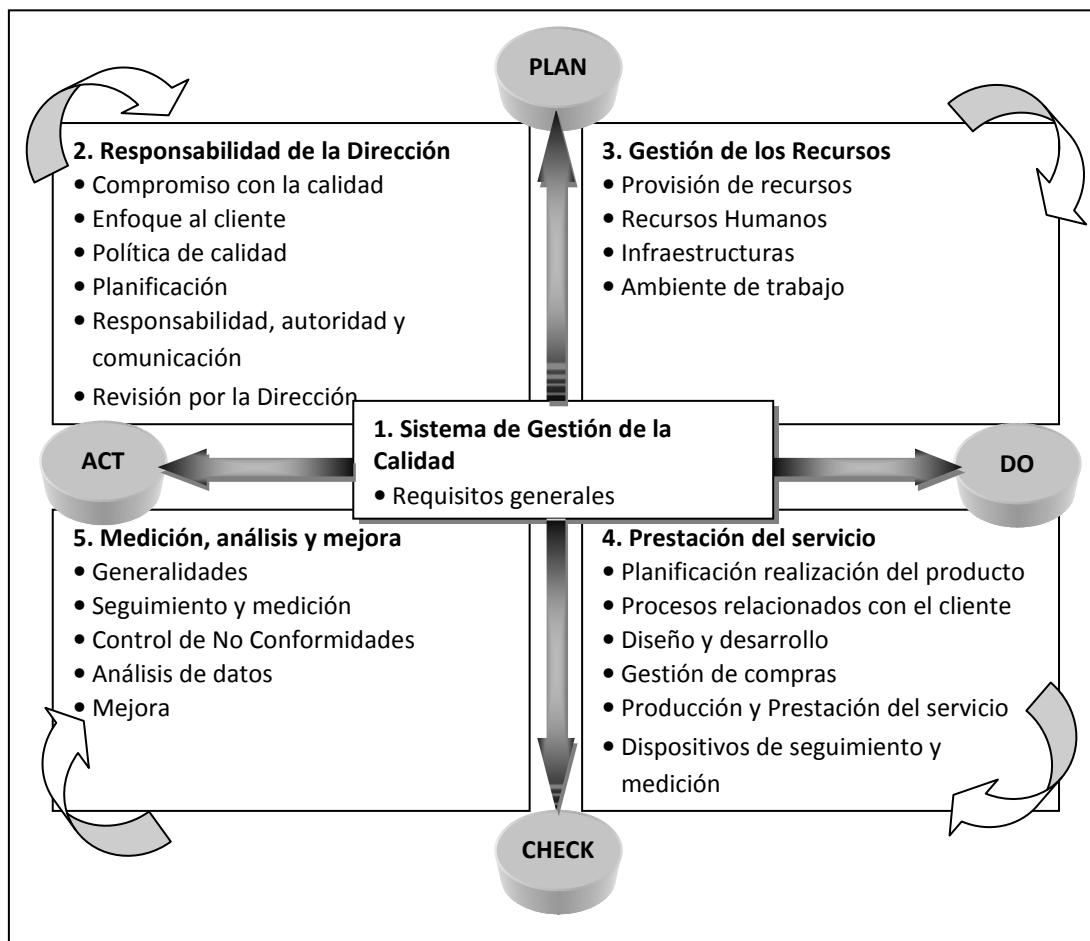 PLAN
2. Responsabilidad de la Dirección
• Compromiso con la calidad
• Enfoque al cliente
• Política de calidad
• Planificación
• Responsabilidad, autoridad y
comunicación
• Revisión por la Dirección
3. Gestión de los Recursos
• Provisión de recursos
• Recursos Humanos
• Infraestructuras
• Ambiente de trabajo
ACT
1. Sistema de Gestión de la
Calidad
• Requisitos generales
DO
5. Medición, análisis y mejora
• Generalidades
• Seguimiento y medición
• Control de No Conformidades
• Análisis de datos
• Mejora
4. Prestación del servicio
• Planificación realización del producto
• Procesos relacionados con el cliente
• Diseño y desarrollo
• Gestión de compras
• Producción y Prestación del servicio
• Dispositivos de seguimiento y
medición
CHECK